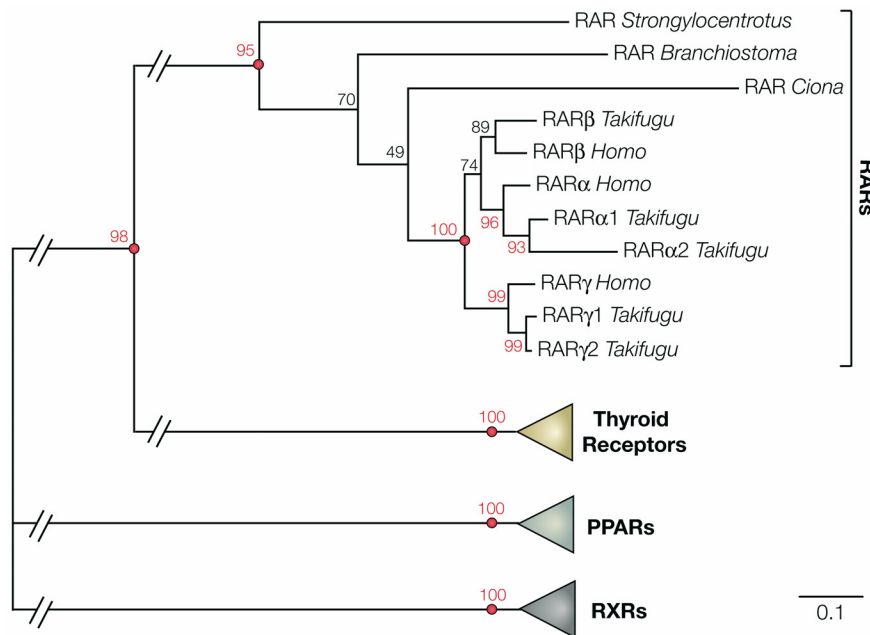 95
RAR Strongylocentrotus
RAR Branchiostoma
70
RAR Ciona
89
RARβ Takifugu
49
74
RARβ Homo
RARα Homo
96
RARα1 Takifugu
100
93
RARα2 Takifugu
98
99
RARγ Homo
RARγ1 Takifugu
99
RARγ2 Takifugu
RARs
100
Thyroid
Receptors
100
PPARs
100
RXRs
0.1